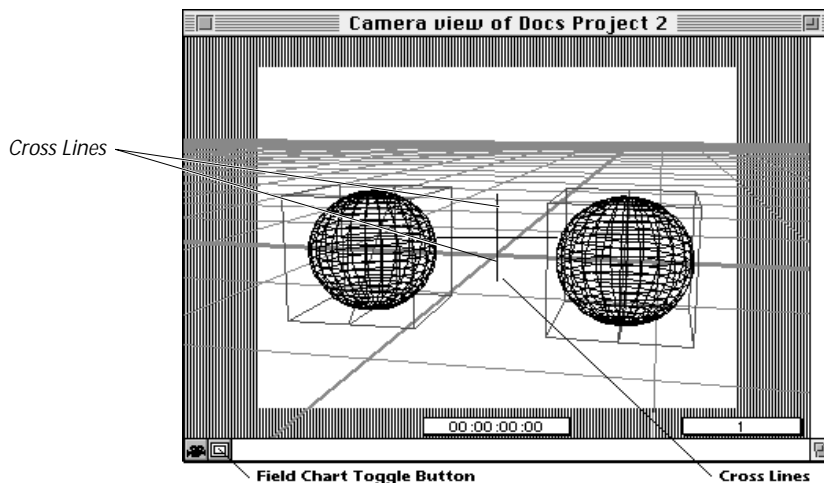 Camera view of Docs Project 2
Cross Lines
00:00:00:00
1
Field Chart Toggle Button
Cross Lines